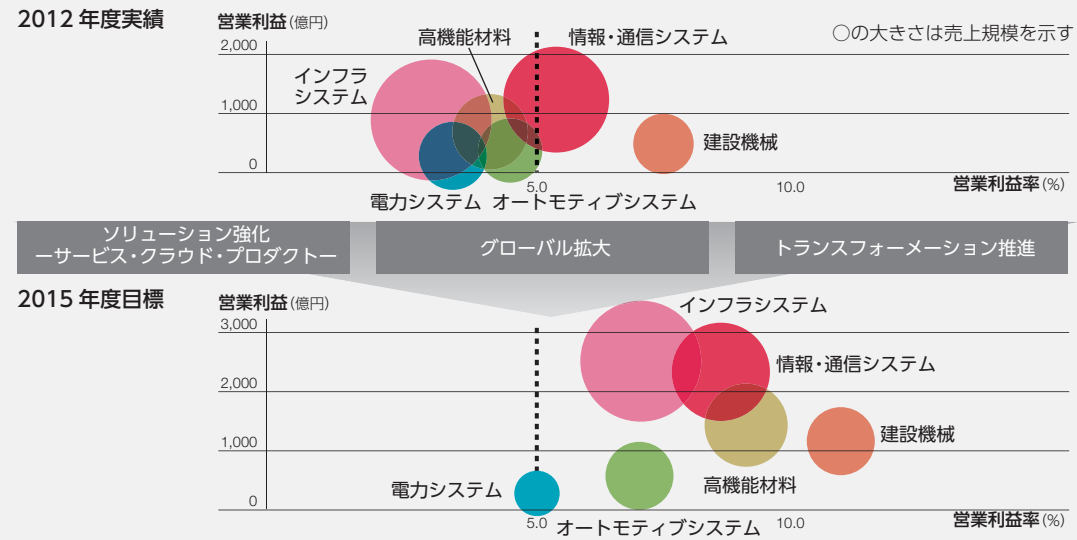 2012 年度実績
営業利益(億円)
○の大きさは売上規模を示す
高機能材料
情報・通信システム
2,000
インフラ
システム
1,000
建設機械
0
5.0
10.0
営業利益率(%)
電力システム
オートモティブシステム
ソリューション強化
ーサービス・クラウド・プロダクトー
グローバル拡大
トランスフォーメーション推進
2015 年度目標
営業利益(億円)
インフラシステム
3,000
情報・通信システム
2,000
1,000
建設機械
高機能材料
電力システム
0
5.0
オートモティブシステム
10.0
営業利益率(%)